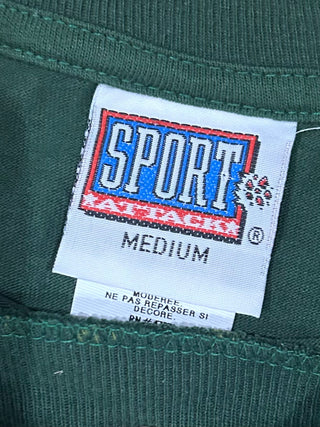 SPORT
ATTACK
®
MEDIUM
MODEREE.
NE PAS REPASSER SI
DECORE.